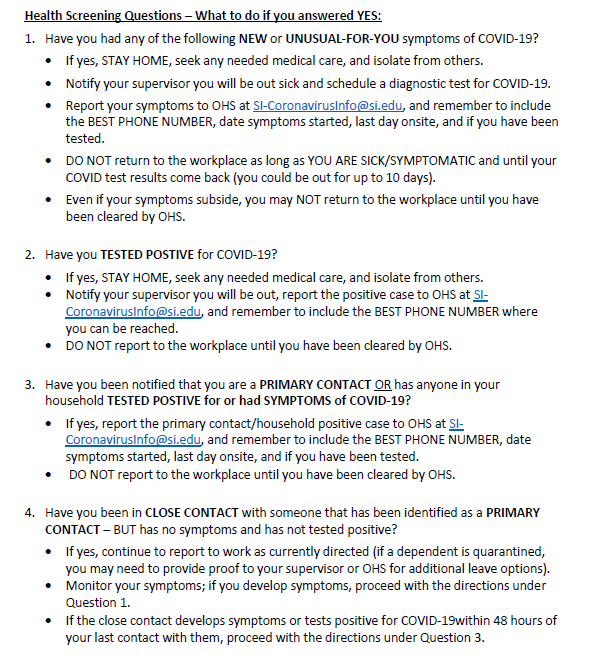 Health Screening Questions – What to do if you answered YES:
1. Have you had any of the following NEW or UNUSUAL-FOR-YOU symptoms of COVID-19?
• If yes, STAY HOME, seek any needed medical care, and isolate from others.
• Notify your supervisor you will be out sick and schedule a diagnostic test for COVID-19.
• Report your symptoms to OHS at SI-CoronavirusInfo@si.edu, and remember to include
the BEST PHONE NUMBER, date symptoms started, last day onsite, and if you have been
tested.
• DO NOT return to the workplace as long as YOU ARE SICK/SYMPTOMATIC and until your
COVID test results come back (you could be out for up to 10 days).
• Even if your symptoms subside, you may NOT return to the workplace until you have
been cleared by OHS.
2. Have you TESTED POSTIVE for COVID-19?
• If yes, STAY HOME, seek any needed medical care, and isolate from others.
• Notify your supervisor you will be out, report the positive case to OHS at SI-
CoronavirusInfo@si.edu, and remember to include the BEST PHONE NUMBER where
you can be reached.
• DO NOT report to the workplace until you have been cleared by OHS.
3. Have you been notified that you are a PRIMARY CONTACT OR has anyone in your
household TESTED POSTIVE for or had SYMPTOMS of COVID-19?
• If yes, report the primary contact/household positive case to OHS at SI-
CoronavirusInfo@si.edu, and remember to include the BEST PHONE NUMBER, date
symptoms started, last day onsite, and if you have been tested.
• DO NOT report to the workplace until you have been cleared by OHS.
4. Have you been in CLOSE CONTACT with someone that has been identified as a PRIMARY
CONTACT – BUT has no symptoms and has not tested positive?
• If yes, continue to report to work as currently directed (if a dependent is quarantined,
you may need to provide proof to your supervisor or OHS for additional leave options).
• Monitor your symptoms; if you develop symptoms, proceed with the directions under
Question 1.
• If the close contact develops symptoms or tests positive for COVID-19within 48 hours of
your last contact with them, proceed with the directions under Question 3.